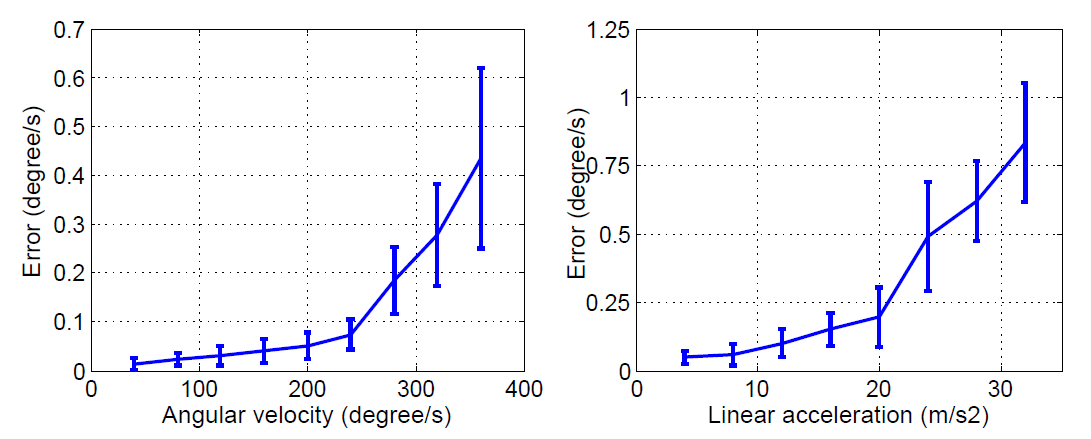 0.7
0.6
0.5
0.4
0.3
0.2
0.1
0
Error (degree/s)
0 100 200 300 400
Angular velocity (degree/s)
1.25
1
0.75
0.5
0.25
0
Error (degree/s)
0 10 20 30
Linear acceleration (m/s2)